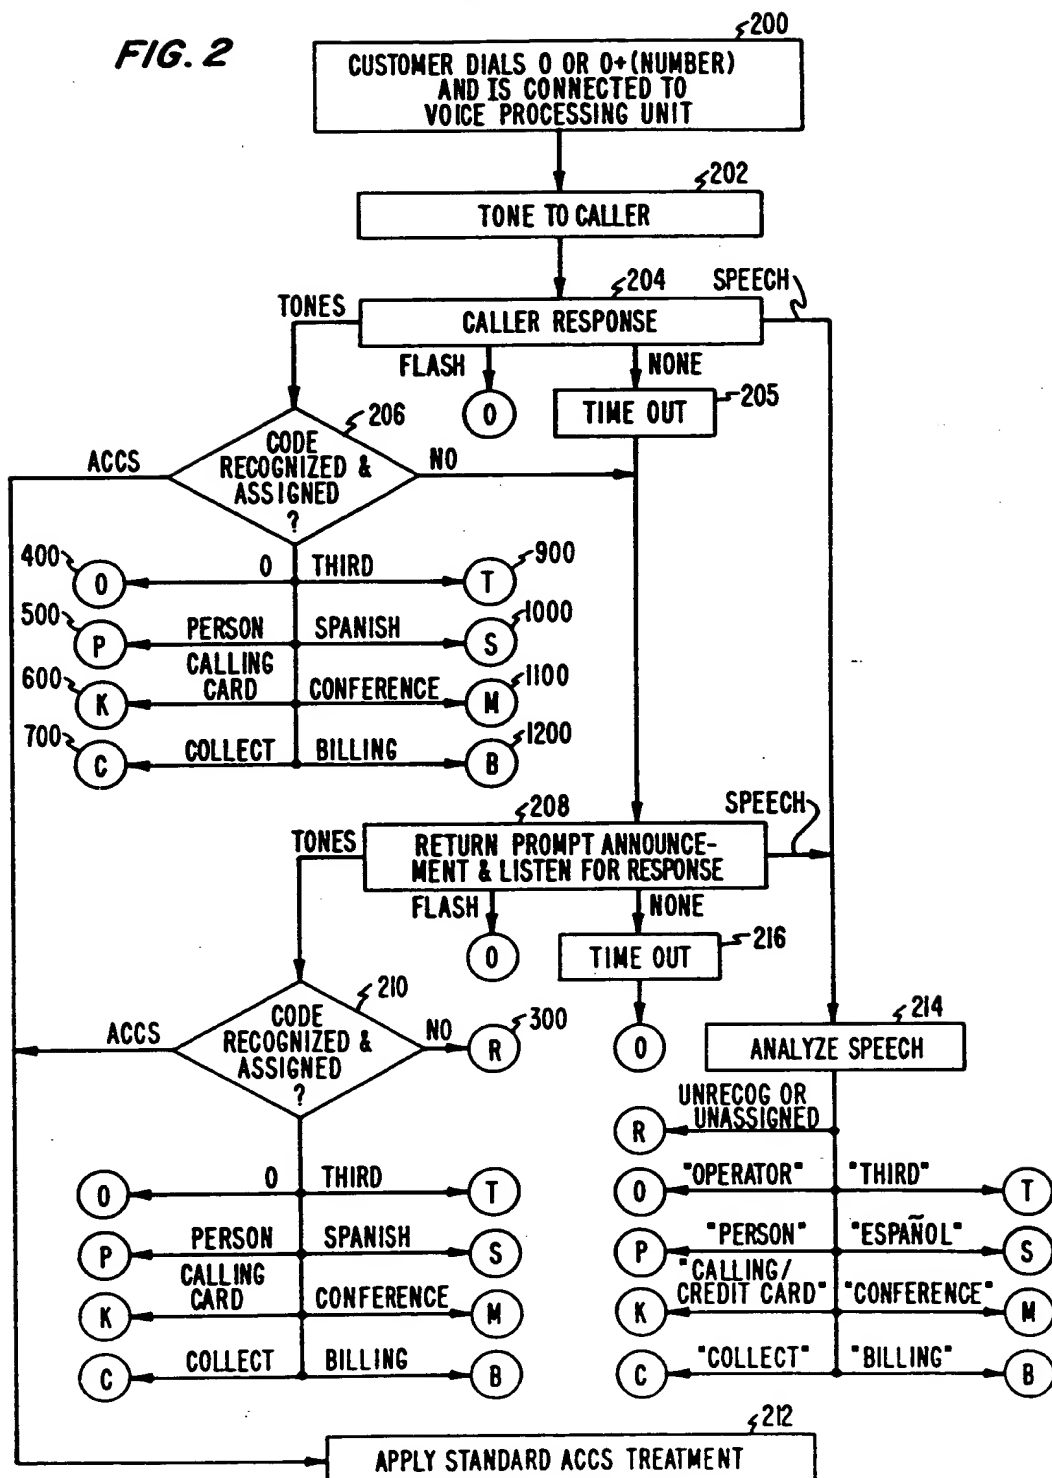 FIG. 2
200
CUSTOMER DIALS 0 OR 0+(NUMBER)
AND IS CONNECTED TO
VOICE PROCESSING UNIT
202
TONE TO CALLER
204
SPEECH
TONES
CALLER RESPONSE
FLASH
NONE
O
TIME OUT
205
206
CODE
RECOGNIZED &
ASSIGNED
?
ACCS
NO
400
O
0
THIRD
T
900
500
P
PERSON
SPANISH
S
1000
600
K
CALLING
CARD
CONFERENCE
M
1100
700
C
COLLECT
BILLING
B
1200
208
SPEECH
TONES
RETURN PROMPT ANNOUNCE-
MENT & LISTEN FOR RESPONSE
FLASH
NONE
O
TIME OUT
216
O
210
CODE
RECOGNIZED &
ASSIGNED
?
ACCS
NO
R
300
214
ANALYZE SPEECH
UNRECOG OR
UNASSIGNED
R
O
0
THIRD
T
O
"OPERATOR"
"THIRD"
T
P
PERSON
SPANISH
S
P
"PERSON"
"ESPAÑOL"
S
K
CALLING
CARD
CONFERENCE
M
K
"CALLING/
CREDIT CARD"
"CONFERENCE"
M
C
COLLECT
BILLING
B
C
"COLLECT"
"BILLING"
B
212
APPLY STANDARD ACCS TREATMENT